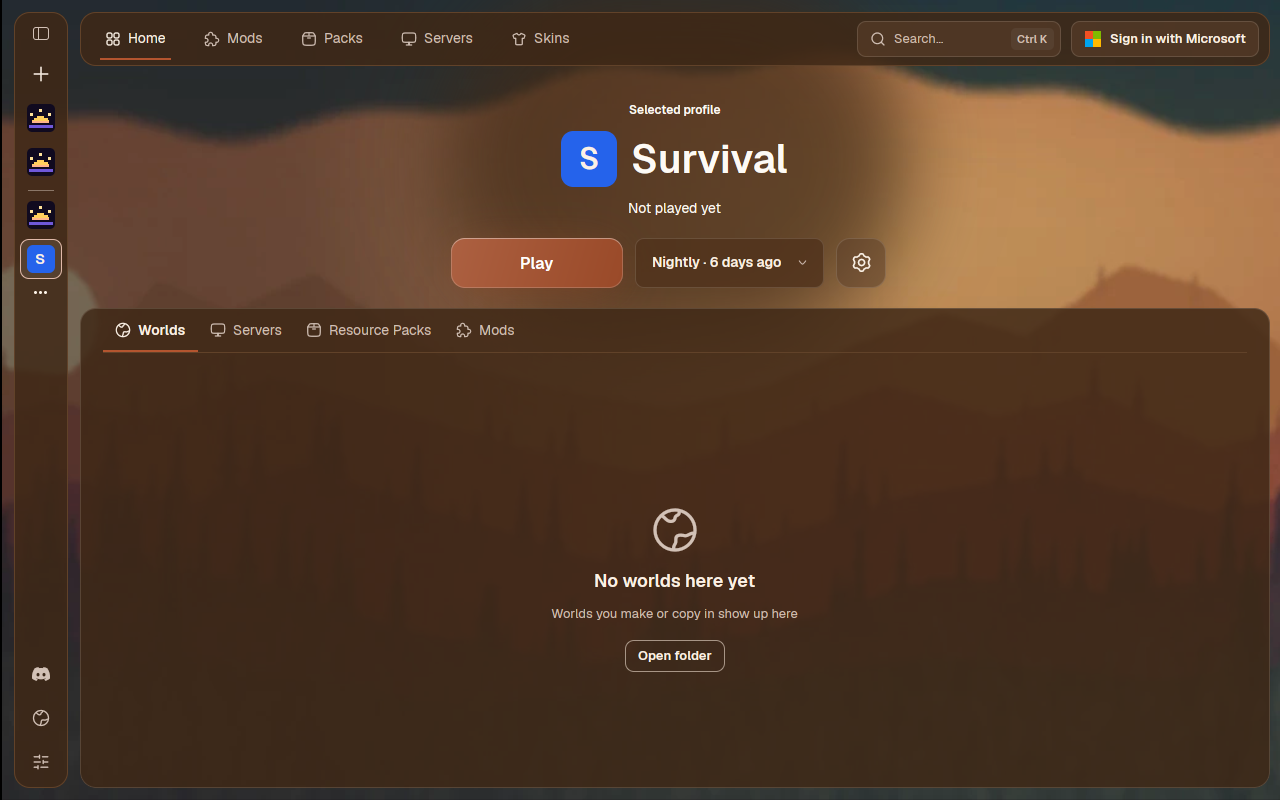 Home
Mods
Packs
Servers
Skins
Search...
Ctrl K
Sign in with Microsoft
Selected profile
S
Survival
Not played yet
S
Play
Nightly · 6 days ago
Worlds
Servers
Resource Packs
Mods
No worlds here yet
Worlds you make or copy in show up here
Open folder